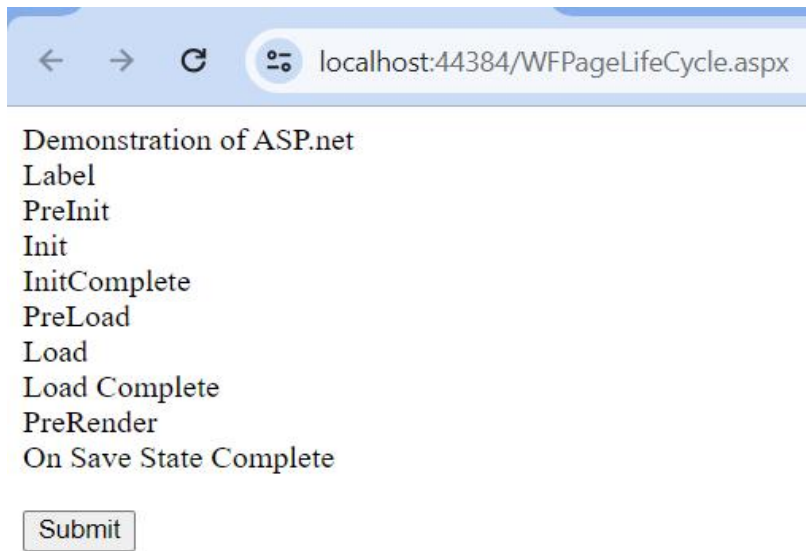 localhost:44384/WFPageLifeCycle.aspx
Demonstration of ASP.net
Label
PreInit
Init
InitComplete
PreLoad
Load
Load Complete
PreRender
On Save State Complete
Submit